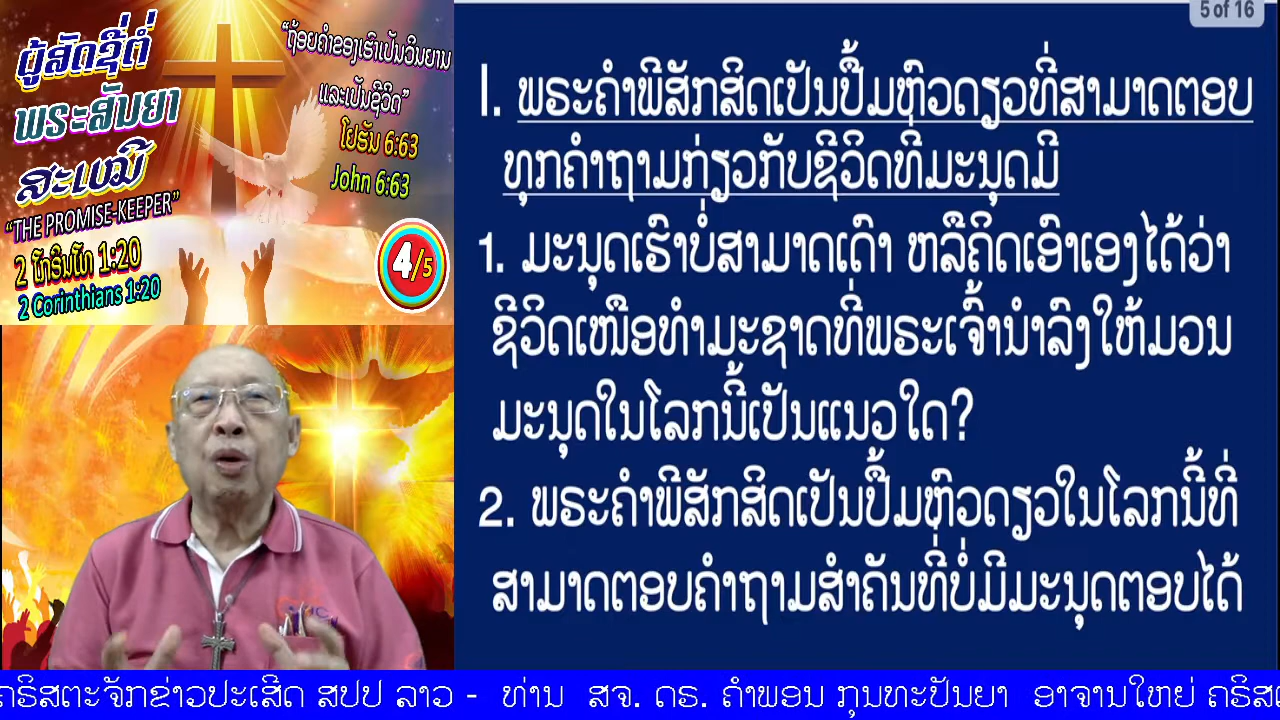 ຜູ້ສັດຊື່ຕໍ່
ພຣະສັນຍາ
ສະເໝີ
“THE PROMISE-KEEPER”
2 ໂກຣິນໂທ 1:20
2 Corinthians 1:20
“ຖ້ອຍຄຳຂອງເຮົາເປັນວິນຍານ
ແລະເປັນຊີວິດ”
ໂຢຮັນ 6:63
John 6:63
4/5
5 of 16
I. ພຣະຄຳພີສັກສິດເປັນປຶ້ມຫົວດຽວທີ່ສາມາດຕອບ
ທຸກຄຳຖາມກ່ຽວກັບຊີວິດທີ່ມະນຸດມີ
1. ມະນຸດເຮົາບໍ່ສາມາດເດົາ ຫລືຄິດເອົາເອງໄດ້ວ່າ
ຊີວິດເໜືອທຳມະຊາດທີ່ພຣະເຈົ້ານຳລົງໃຫ້ມວນ
ມະນຸດໃນໂລກນີ້ເປັນແນວໃດ?
2. ພຣະຄຳພີສັກສິດເປັນປຶ້ມຫົວດຽວໃນໂລກນີ້ທີ່
ສາມາດຕອບຄຳຖາມສຳຄັນທີ່ບໍ່ມີມະນຸດຕອບໄດ້
ຄຣິສຕະຈັກຂ່າວປະເສີດ ສປປ ລາວ - ທ່ານ ສຈ. ດຣ. ຄຳພອນ ກຸນທະປັນຍາ ອາຈານໃຫຍ່